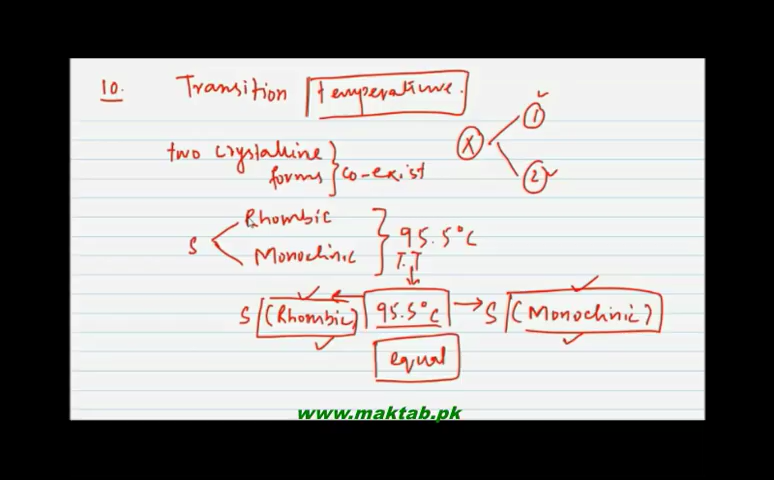 10. Transition temperature.
two crystalline forms } co-exist
X 1 2
S Rhombic Monoclinic } 95.5°C T.T
S (Rhombic) 95.5°C → S (Monoclinic)
equal
www.maktab.pk